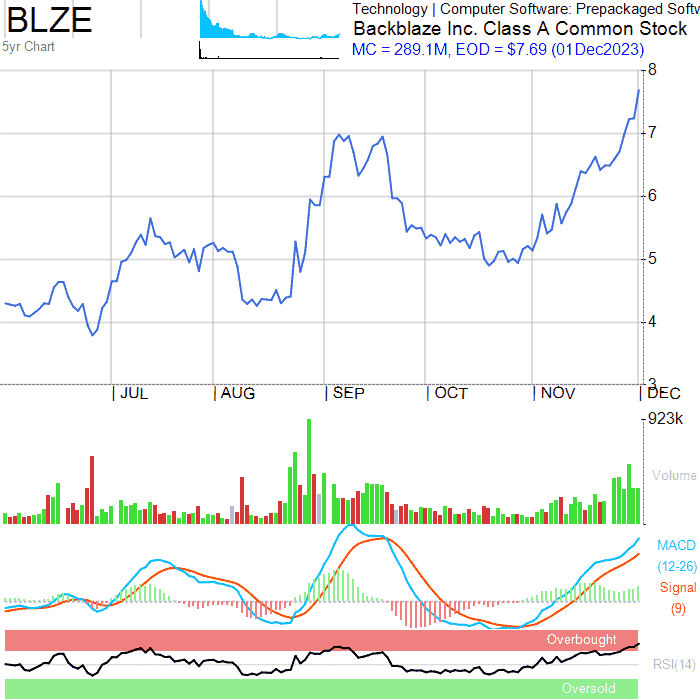 BLZE
5yr Chart
Technology | Computer Software: Prepackaged Softw
Backblaze Inc. Class A Common Stock
MC = 289.1M, EOD = $7.69 (01Dec2023)
8
7
6
5
4
3
JUL AUG SEP OCT NOV DEC
923k
Volume
MACD
(12-26)
Signal
(9)
Overbought
RSI(14)
Oversold